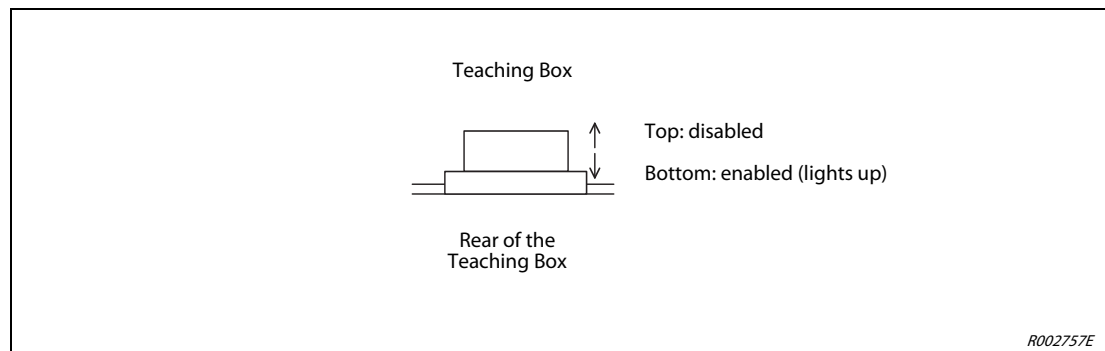 Teaching Box
Top: disabled
Bottom: enabled (lights up)
Rear of the
Teaching Box
R002757E